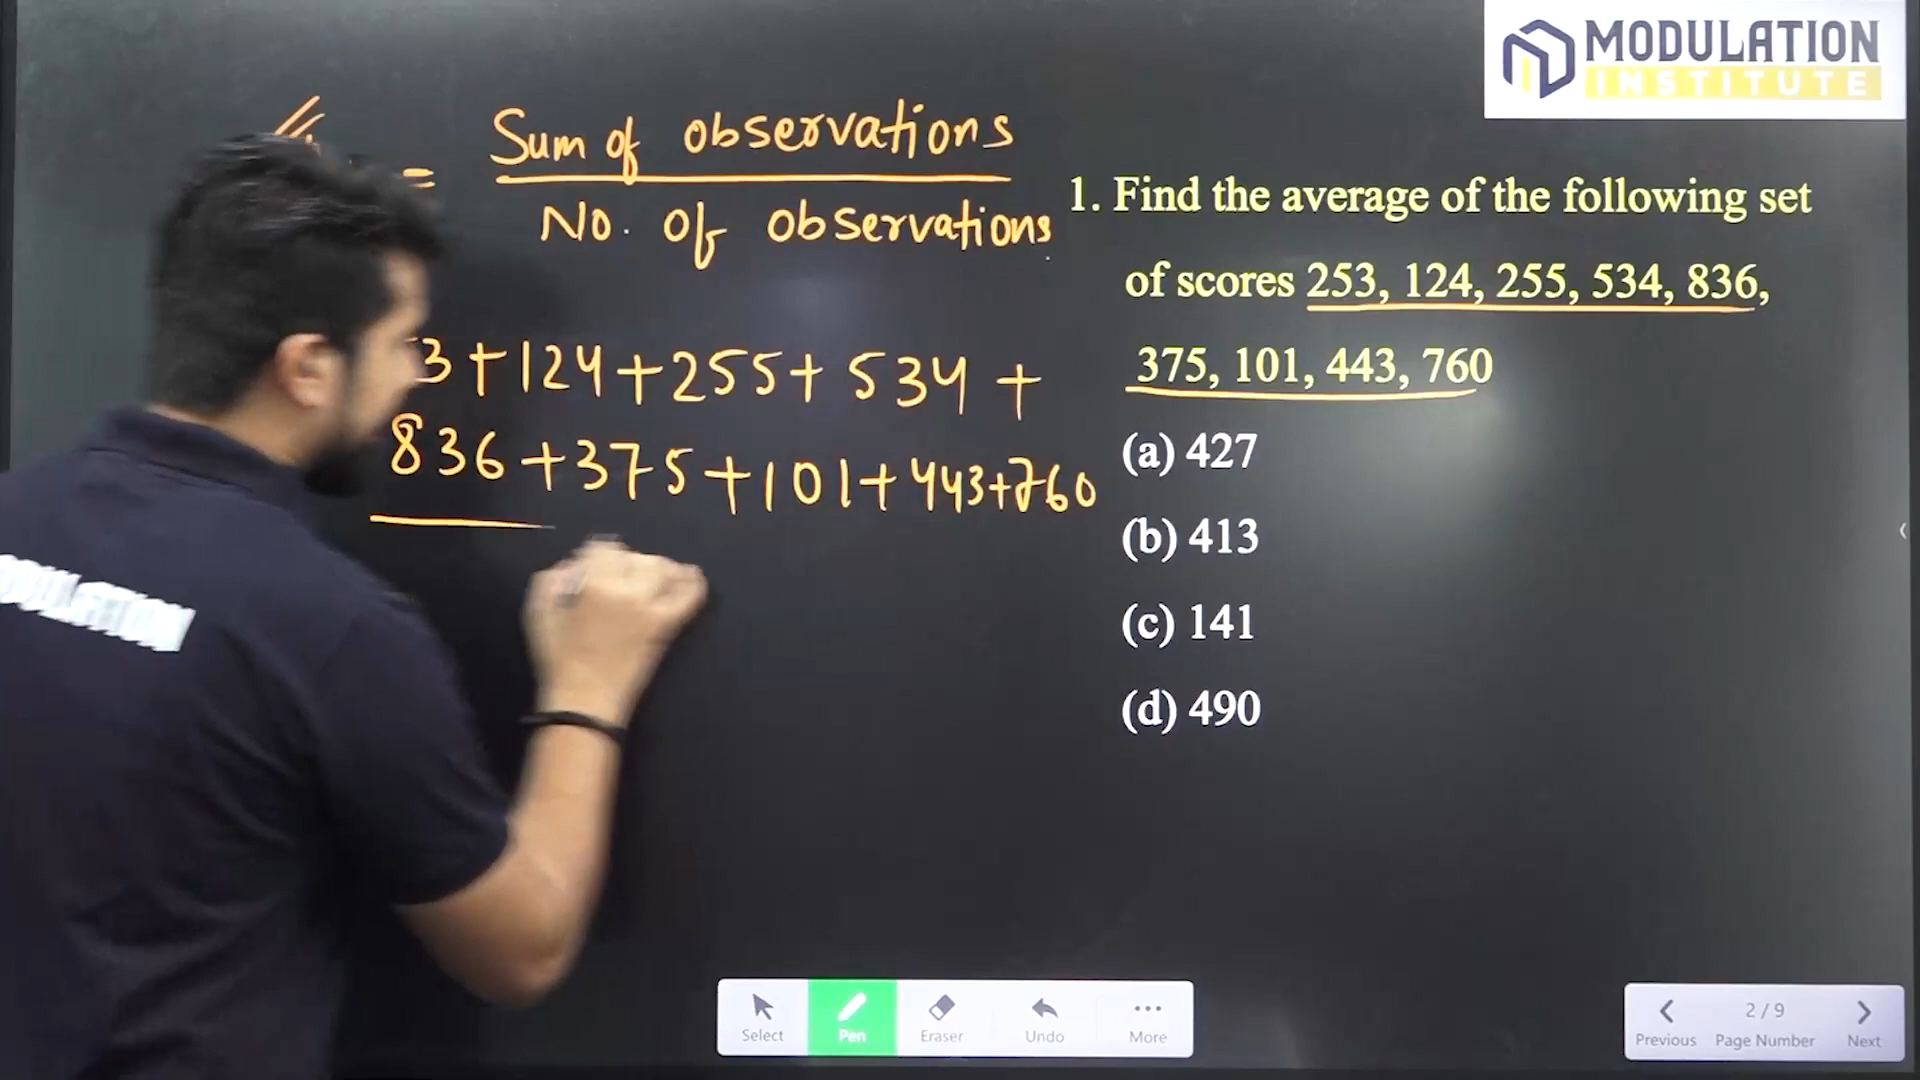 MODULATION
INSTITUTE
= Sum of observations
No. of observations
3+124+255+534+
836+375+101+443+760
1. Find the average of the following set
of scores 253, 124, 255, 534, 836,
375, 101, 443, 760
(a) 427
(b) 413
(c) 141
(d) 490
ODULATION
Select
Pen
Eraser
Undo
More
2/9
Previous
Page Number
Next